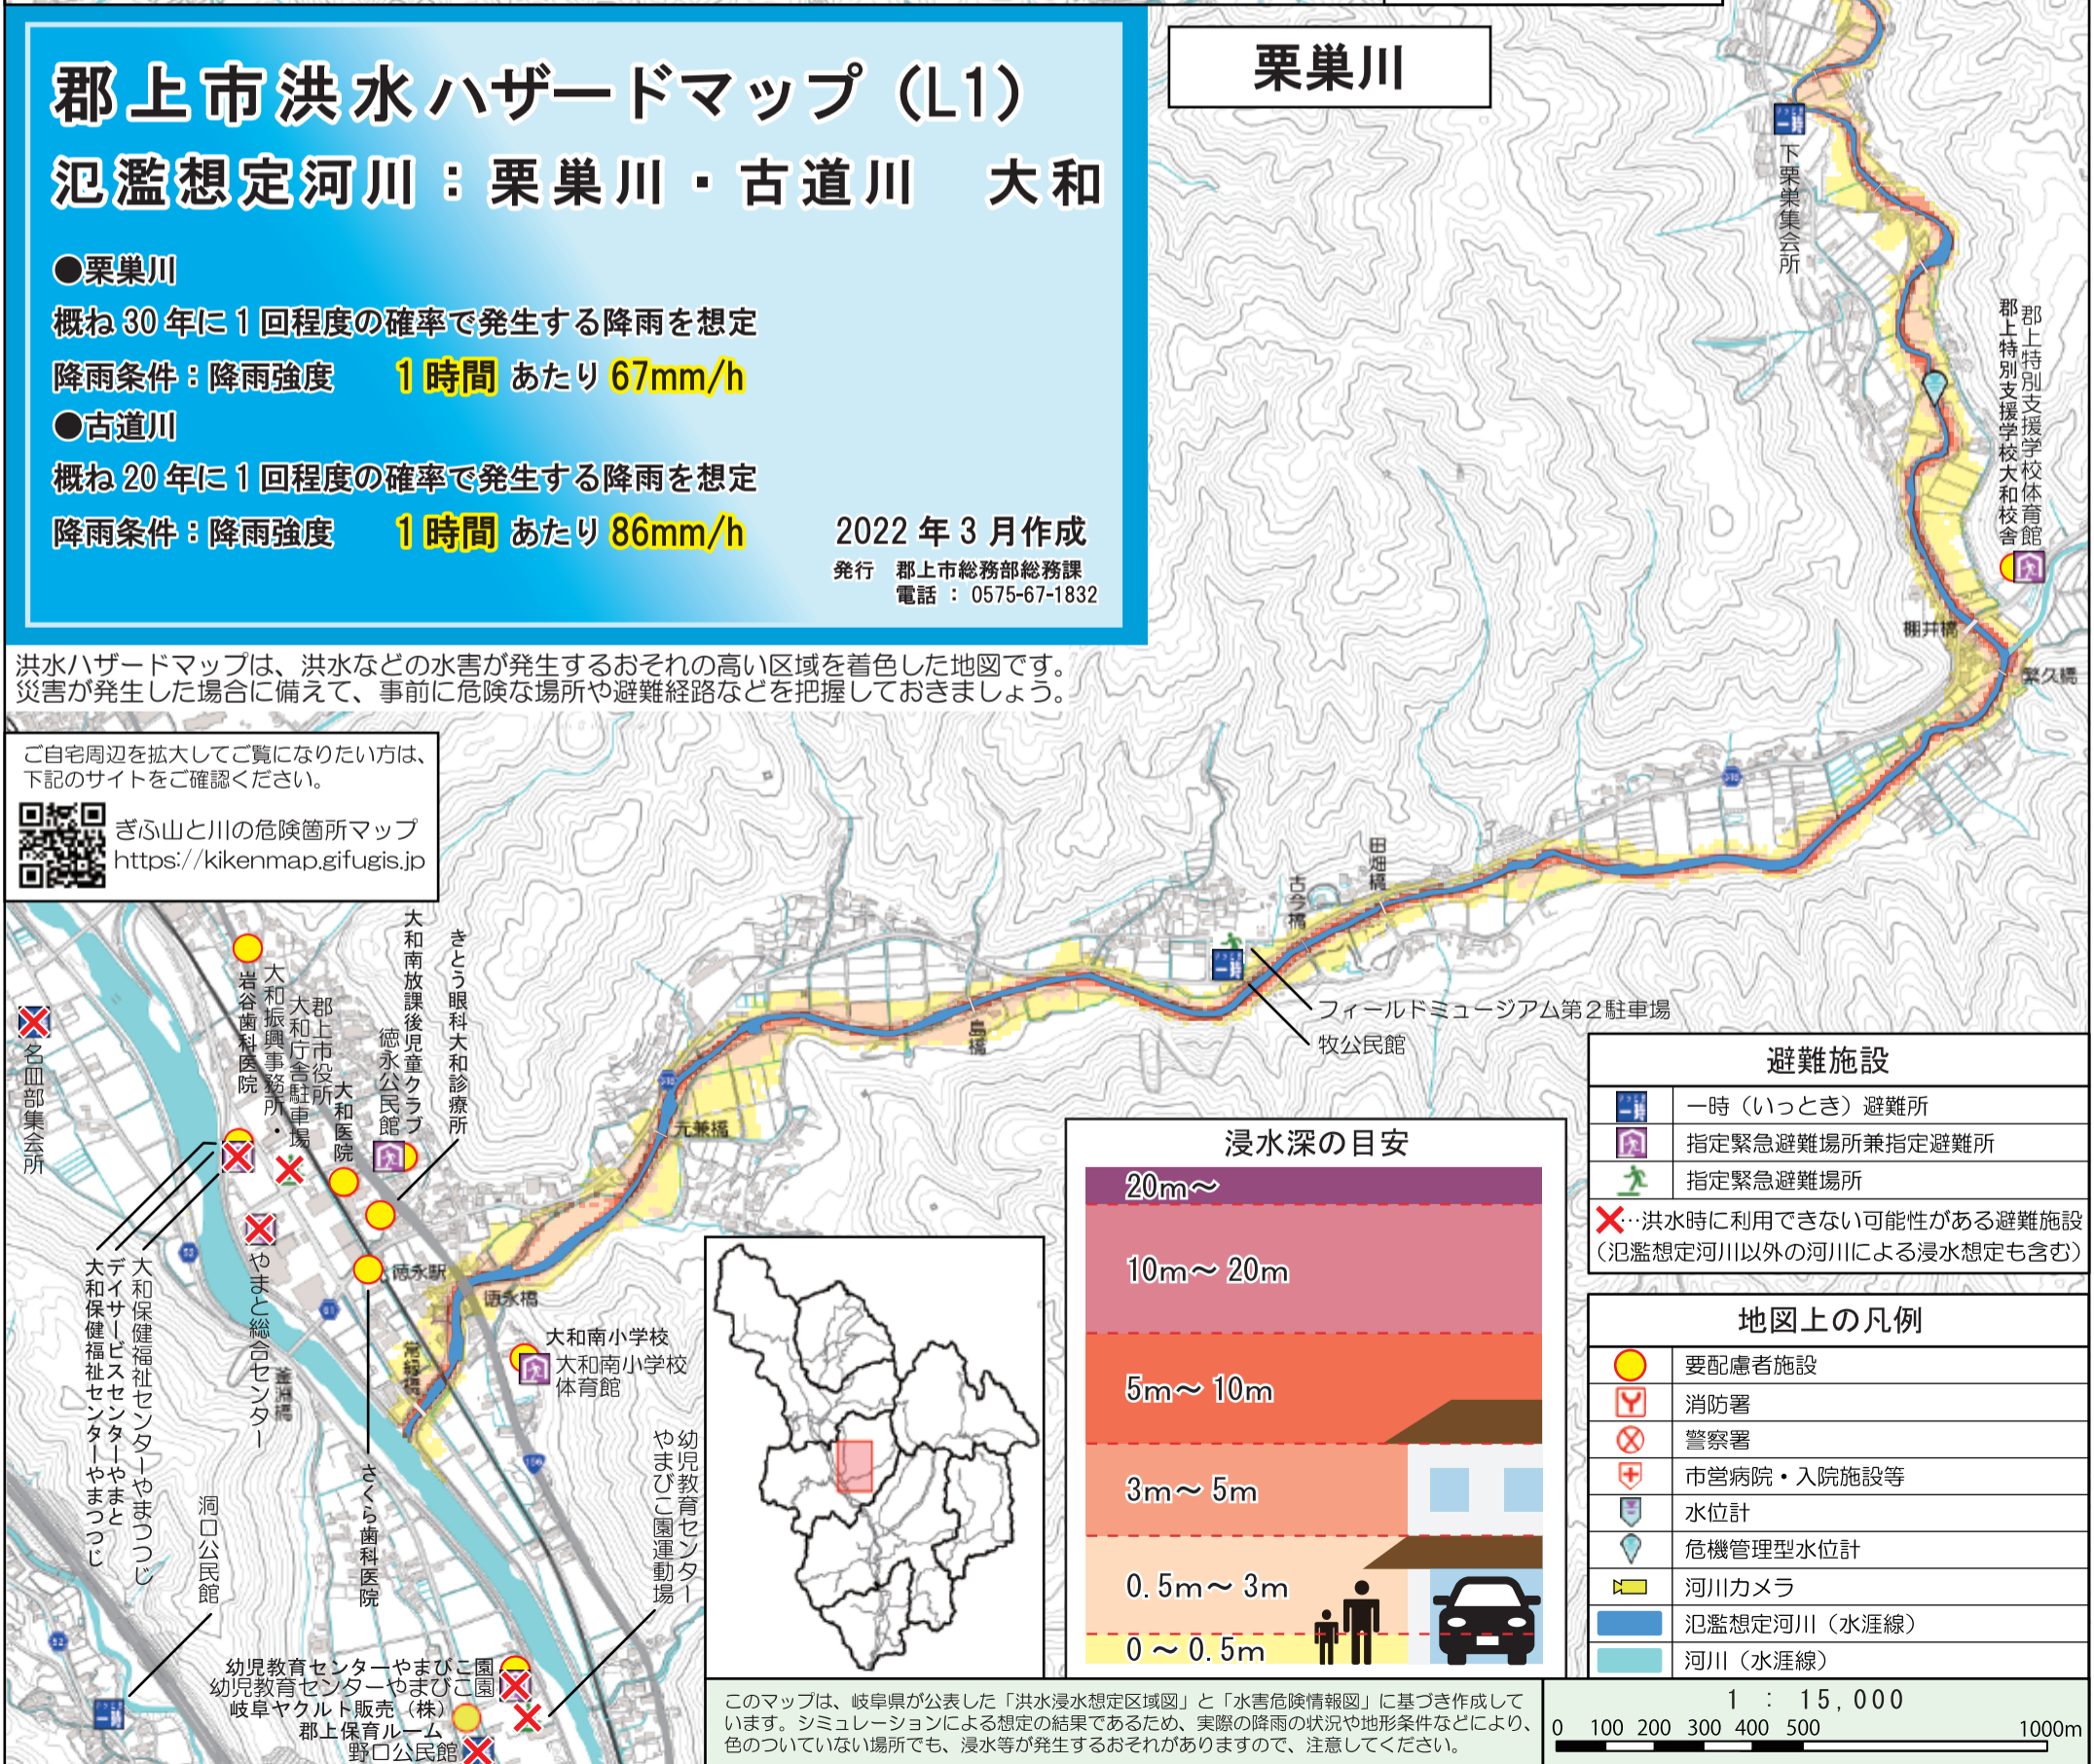 郡上市洪水ハザードマップ（L1）
氾濫想定河川：栗巣川・古道川　大和
●栗巣川
概ね 30 年に 1 回程度の確率で発生する降雨を想定
降雨条件：降雨強度　1 時間 あたり 67mm/h
●古道川
概ね 20 年に 1 回程度の確率で発生する降雨を想定
降雨条件：降雨強度　1 時間 あたり 86mm/h
2022 年 3 月作成
発行　郡上市総務部総務課
電話 ： 0575-67-1832
栗巣川
洪水ハザードマップは、洪水などの水害が発生するおそれの高い区域を着色した地図です。
災害が発生した場合に備えて、事前に危険な場所や避難経路などを把握しておきましょう。
ご自宅周辺を拡大してご覧になりたい方は、
下記のサイトをご確認ください。
ぎふ山と川の危険箇所マップ
https://kikenmap.gifugis.jp
一時
下栗巣集会所
郡上特別支援学校体育館
郡上特別支援学校大和校舎
棚井橋
繁久橋
田畑橋
古今橋
一時
フィールドミュージアム第２駐車場
牧公民館
島橋
元兼橋
徳永橋
徳永駅
名皿部集会所
岩谷歯科医院
大和振興事務所・
大和庁舎駐車場
郡上市役所
大和医院
徳永公民館
大和南放課後児童クラブ
きとう眼科大和診療所
大和保健福祉センターやまつつじ
デイサービスセンターやまと
大和保健福祉センターやまつつじ
やまと総合センター
釜淵橋
さくら歯科医院
大和南小学校
大和南小学校
体育館
52
61
156
52
幼児教育センター
やまびこ園運動場
洞口公民館
一時
幼児教育センターやまびこ園
幼児教育センターやまびこ園
岐阜ヤクルト販売（株）
郡上保育ルーム
野口公民館
浸水深の目安
20m～
10m～ 20m
5m～ 10m
3m～ 5m
0.5m～ 3m
0 ～ 0.5m
避難施設
一時
一時（いっとき）避難所
指定緊急避難場所兼指定避難所
指定緊急避難場所
…洪水時に利用できない可能性がある避難施設
（氾濫想定河川以外の河川による浸水想定も含む）
地図上の凡例
要配慮者施設
消防署
警察署
市営病院・入院施設等
水位計
危機管理型水位計
河川カメラ
氾濫想定河川（水涯線）
河川（水涯線）
このマップは、岐阜県が公表した「洪水浸水想定区域図」と「水害危険情報図」に基づき作成して
います。シミュレーションによる想定の結果であるため、実際の降雨の状況や地形条件などにより、
色のついていない場所でも、浸水等が発生するおそれがありますので、注意してください。
1 : 15,000
0 100 200 300 400 500 1000m